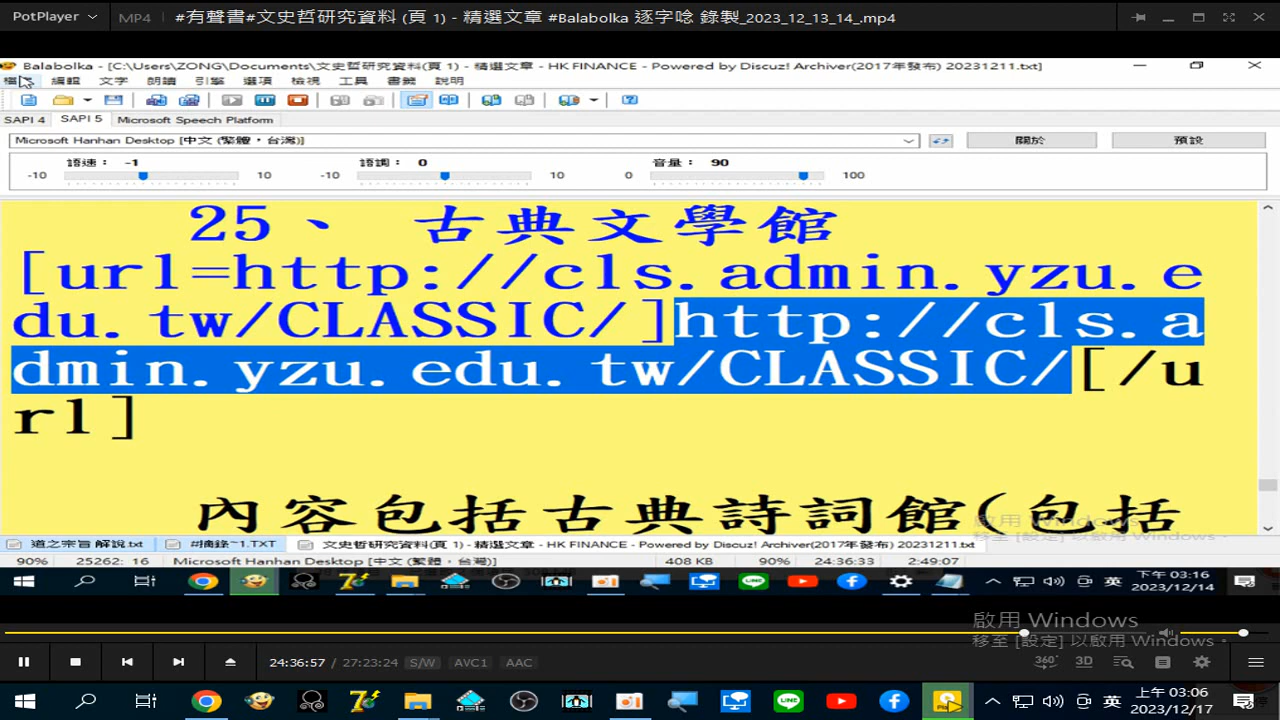 PotPlayer MP4 #有聲書#文史哲研究資料 (頁 1) - 精選文章 #Balabolka 逐字唸 錄製_2023_12_13_14_.mp4
Balabolka - [C:\Users\ZONG\Documents\文史哲研究資料(頁 1) - 精選文章 - HK FINANCE - Powered by Discuz! Archiver(2017年發布) 20231211.txt]
檔案 編輯 文字 朗讀 引擎 選項 檢視 工具 書籤 說明
SAPI 4 SAPI 5 Microsoft Speech Platform
Microsoft Hanhan Desktop [中文 (繁體，台灣)] 關於 預設
語速： -1 語調： 0 音量： 90
-10 10 -10 10 0 100
25、 古典文學館
[url=http://cls.admin.yzu.e
du.tw/CLASSIC/]http://cls.a
dmin.yzu.edu.tw/CLASSIC/[/u
rl]
內容包括古典詩詞館(包括
啟用 Windows
移至 [設定] 以啟用 Windows。
道之宗旨 解說.txt #摘錄~1.TXT 文史哲研究資料(頁 1) - 精選文章 - HK FINANCE - Powered by Discuz! Archiver(2017年發布) 20231211.txt
90% 25262: 16 Microsoft Hanhan Desktop [中文 (繁體，台灣)] 408 KB 90% 24:36:33 2:49:07
英 下午 03:16
2023/12/14
啟用 Windows
移至 [設定] 以啟用 Windows。
24:36:57 / 27:23:24 S/W AVC1 AAC 360° 3D
英 上午 03:06
2023/12/17